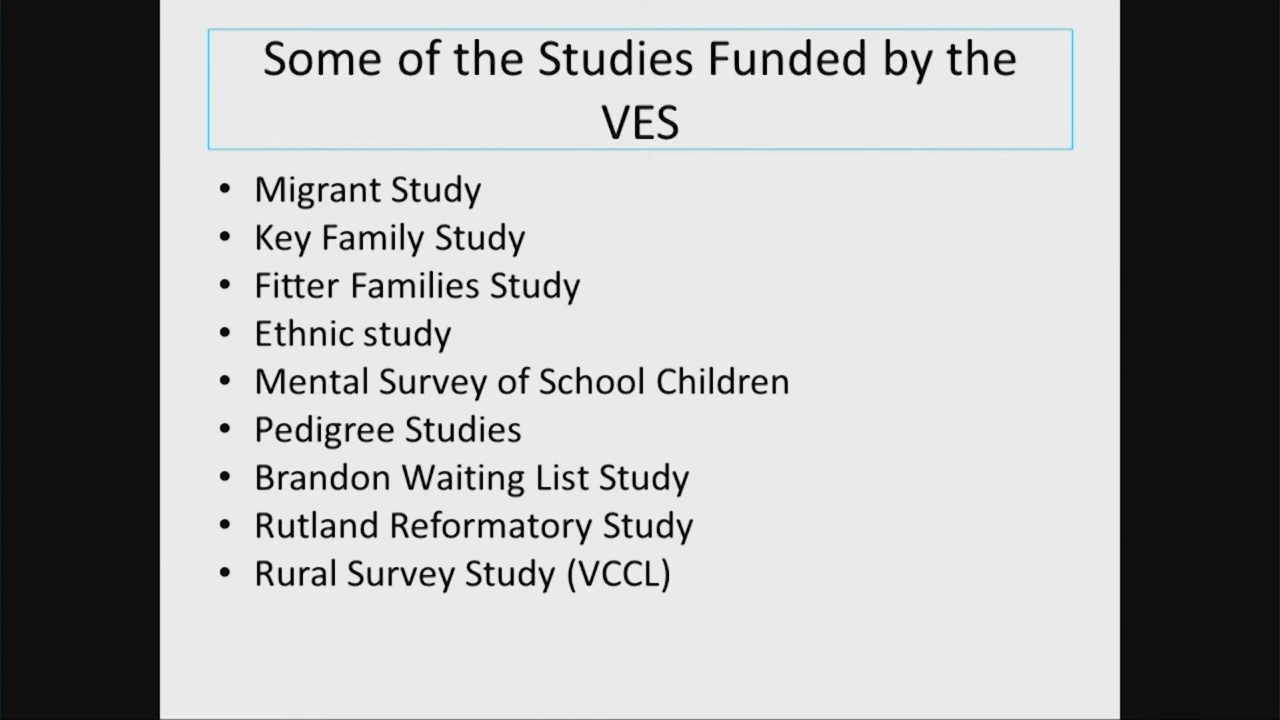 Some of the Studies Funded by the
VES
• Migrant Study
• Key Family Study
• Fitter Families Study
• Ethnic study
• Mental Survey of School Children
• Pedigree Studies
• Brandon Waiting List Study
• Rutland Reformatory Study
• Rural Survey Study (VCCL)